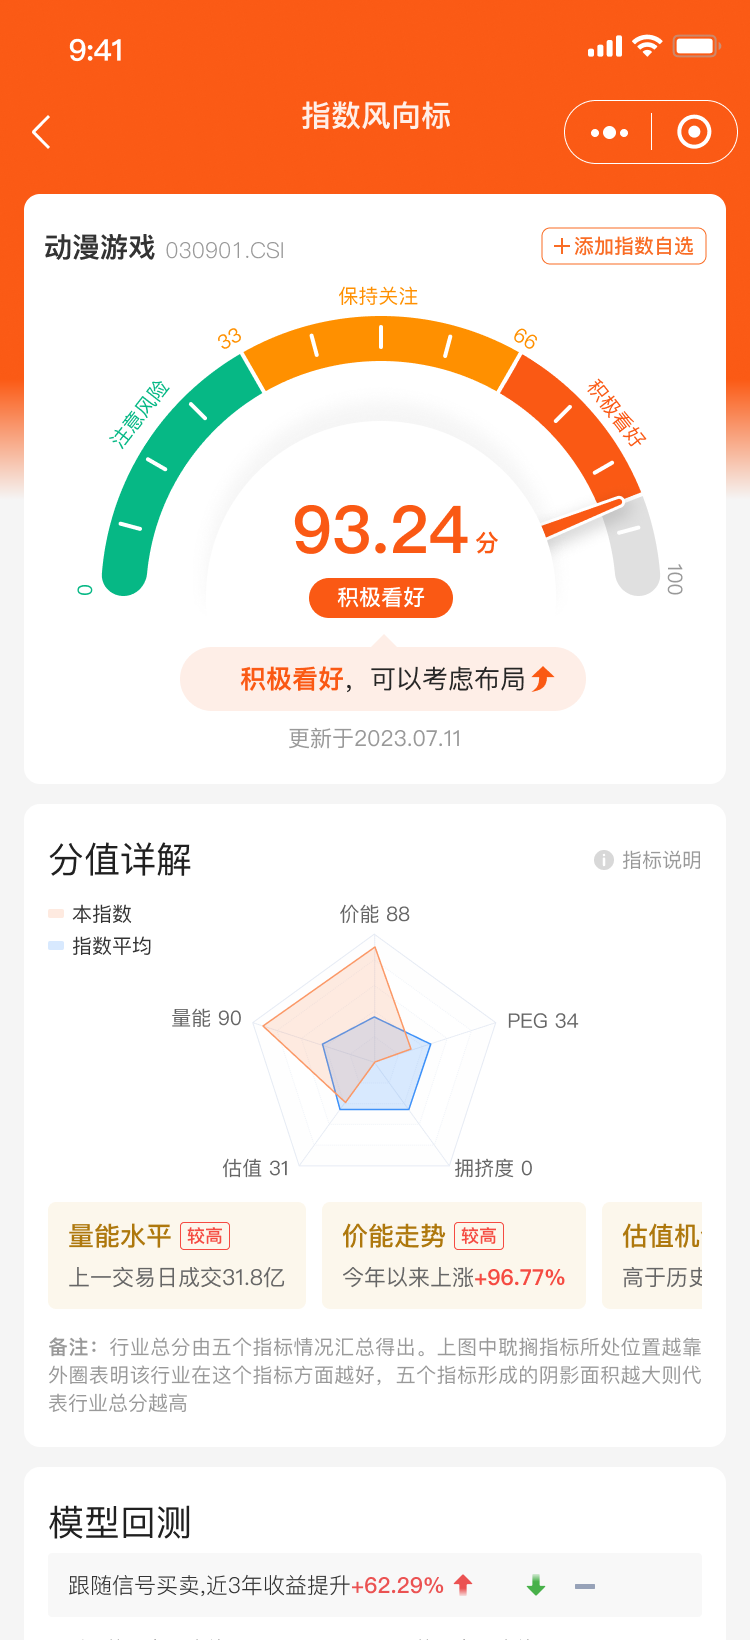 9:41
指数风向标
动漫游戏 030901.CSI
+添加指数自选
保持关注
33
66
注意风险
积极看好
0
100
93.24 分
积极看好
积极看好，可以考虑布局
更新于2023.07.11
分值详解
指标说明
本指数
指数平均
价能 88
量能 90
PEG 34
估值 31
拥挤度 0
量能水平 较高
上一交易日成交31.8亿
价能走势 较高
今年以来上涨+96.77%
估值机
高于历史
备注：行业总分由五个指标情况汇总得出。上图中耽搁指标所处位置越靠
外圈表明该行业在这个指标方面越好，五个指标形成的阴影面积越大则代
表行业总分越高
模型回测
跟随信号买卖,近3年收益提升+62.29%